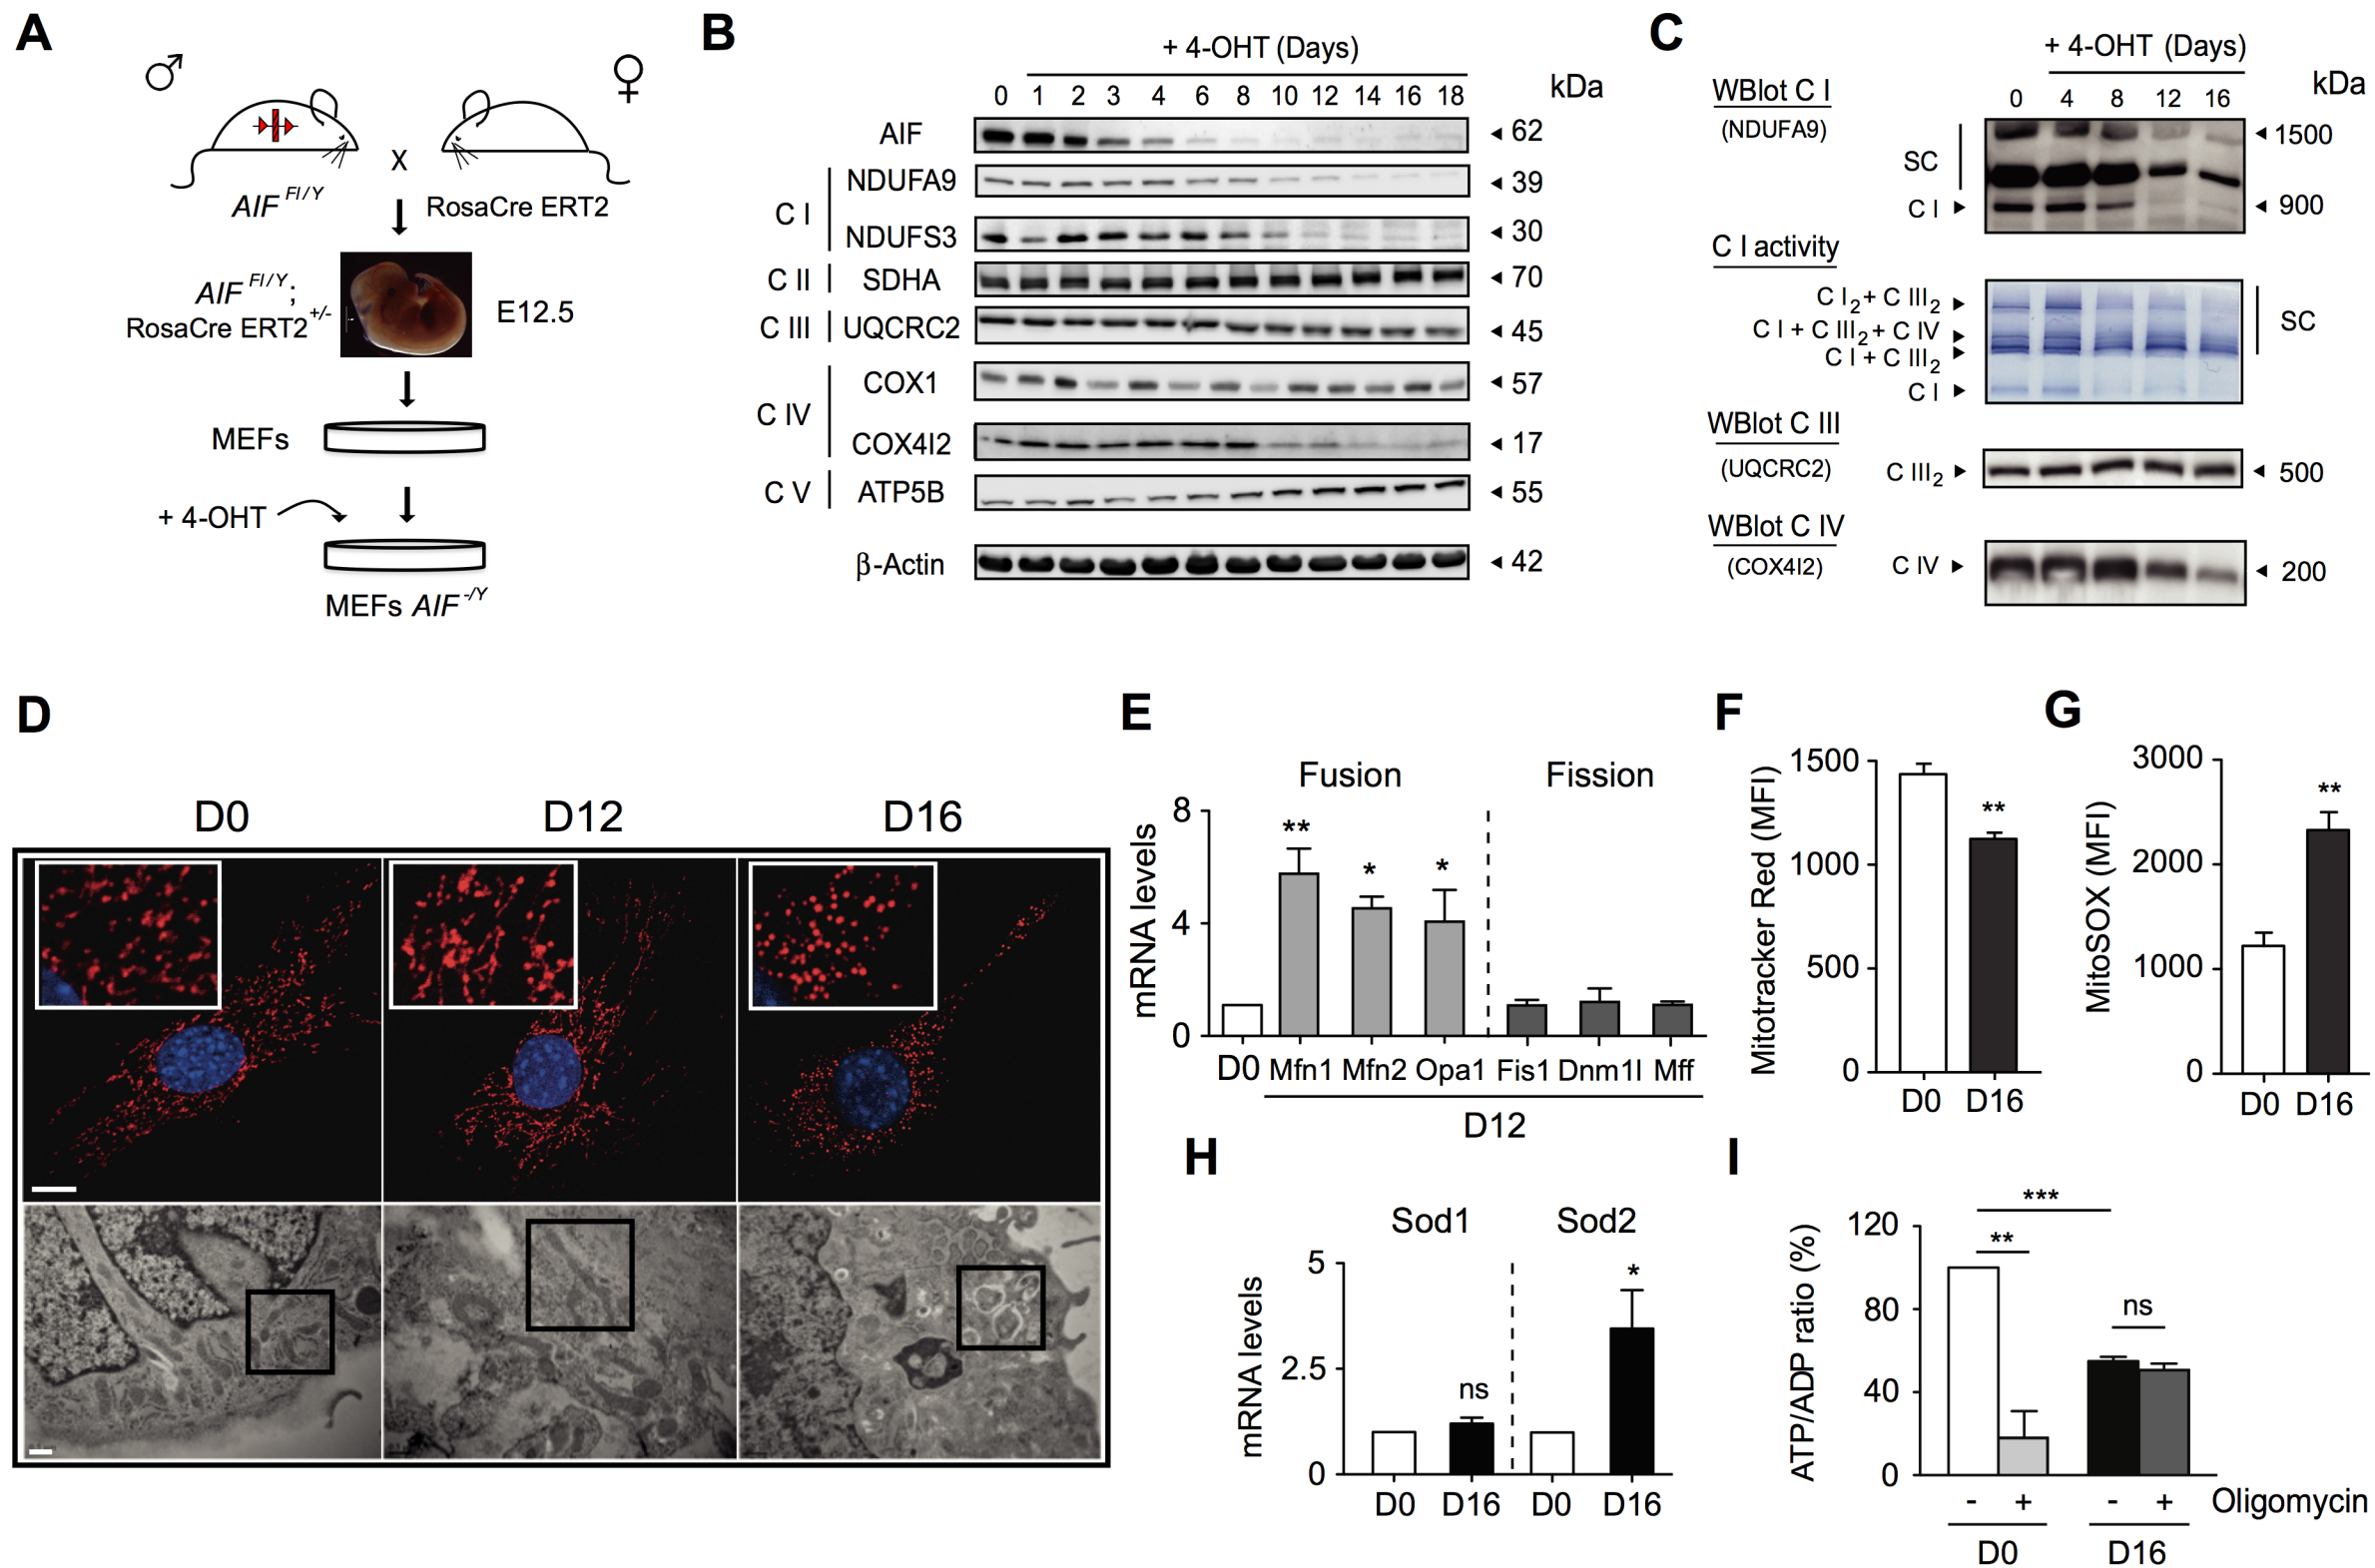 A
♂
♀
AIF Fl/Y
X
RosaCre ERT2
AIF Fl/Y;
RosaCre ERT2+/-
E12.5
MEFs
+ 4-OHT
MEFs AIF -/Y
B
+ 4-OHT (Days)
0 1 2 3 4 6 8 10 12 14 16 18
kDa
AIF ◄ 62
C I
NDUFA9 ◄ 39
NDUFS3 ◄ 30
C II SDHA ◄ 70
C III UQCRC2 ◄ 45
C IV
COX1 ◄ 57
COX4I2 ◄ 17
C V ATP5B ◄ 55
β-Actin ◄ 42
C
+ 4-OHT (Days)
0 4 8 12 16
kDa
WBlot C I
(NDUFA9)
SC
◄ 1500
C I ► ◄ 900
C I activity
C I2+ C III2 ►
C I + C III2+ C IV ►
C I + C III2 ►
C I ►
SC
WBlot C III
(UQCRC2)
C III2 ► ◄ 500
WBlot C IV
(COX4I2)
C IV ► ◄ 200
D
D0 D12 D16
E
Fusion Fission
mRNA levels
8
4
0
** * *
D0 Mfn1 Mfn2 Opa1 Fis1 Dnm1l Mff
D12
F
Mitotracker Red (MFI)
1500
1000
500
0
**
D0 D16
G
MitoSOX (MFI)
3000
2000
1000
0
**
D0 D16
H
Sod1 Sod2
mRNA levels
5
2.5
0
ns *
D0 D16 D0 D16
I
ATP/ADP ratio (%)
120
80
40
0
***
**
ns
- + - + Oligomycin
D0 D16